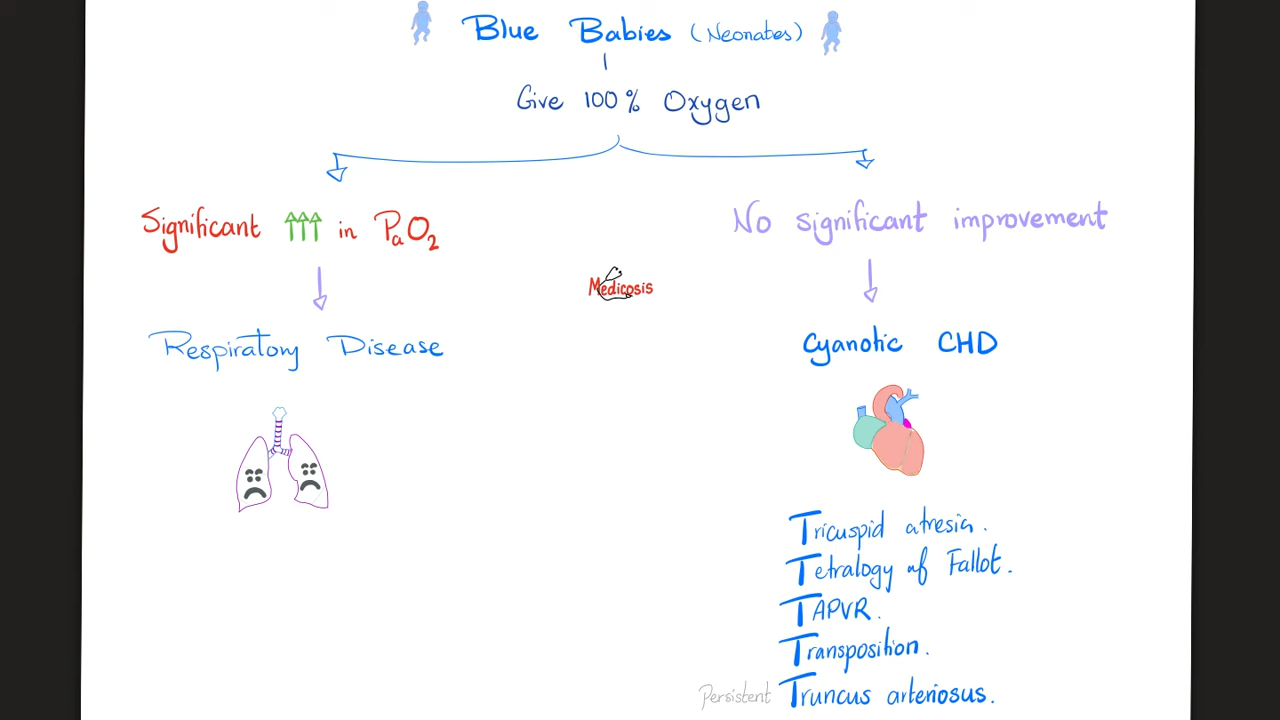 Blue Babies (Neonates)
Give 100% Oxygen
Significant ↑↑↑ in PaO2
No significant improvement
Medicosis
Respiratory Disease
Cyanotic CHD
Tricuspid atresia.
Tetralogy of Fallot.
TAPVR.
Transposition.
Persistent Truncus arteriosus.